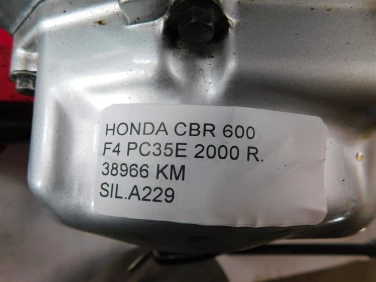 HONDA CBR 600
F4 PC35E 2000 R.
38966 KM
SIL.A229